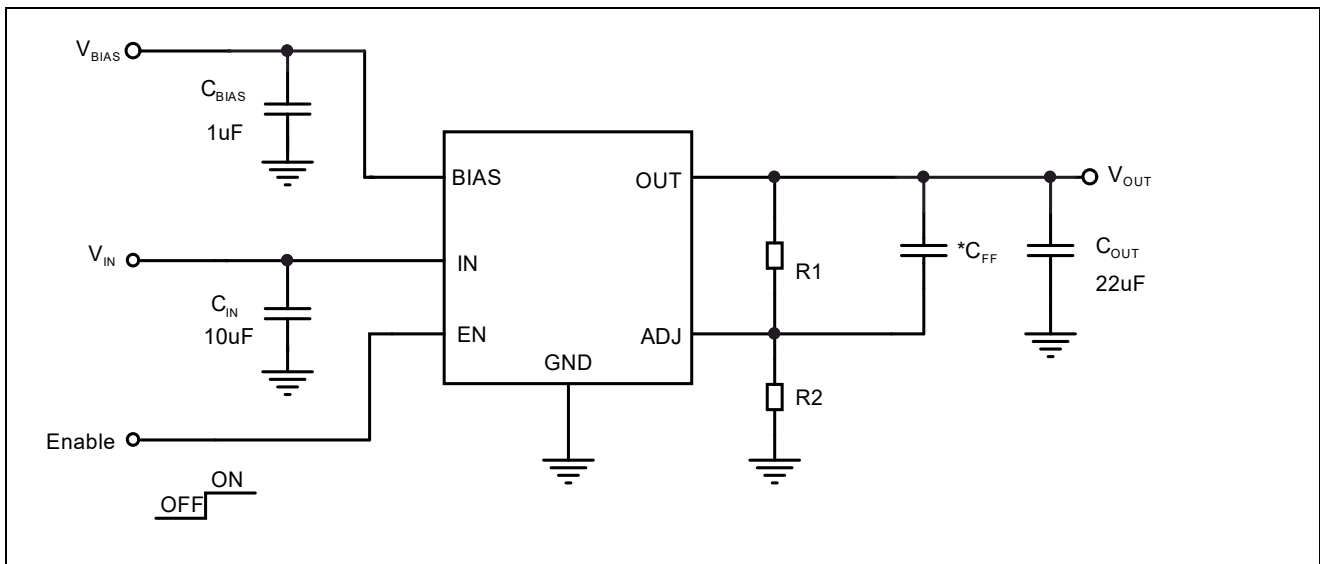 VBIAS
CBIAS
1uF
BIAS
OUT
VOUT
VIN
IN
R1
*CFF
COUT
22uF
CIN
10uF
EN
ADJ
GND
R2
Enable
ON
OFF